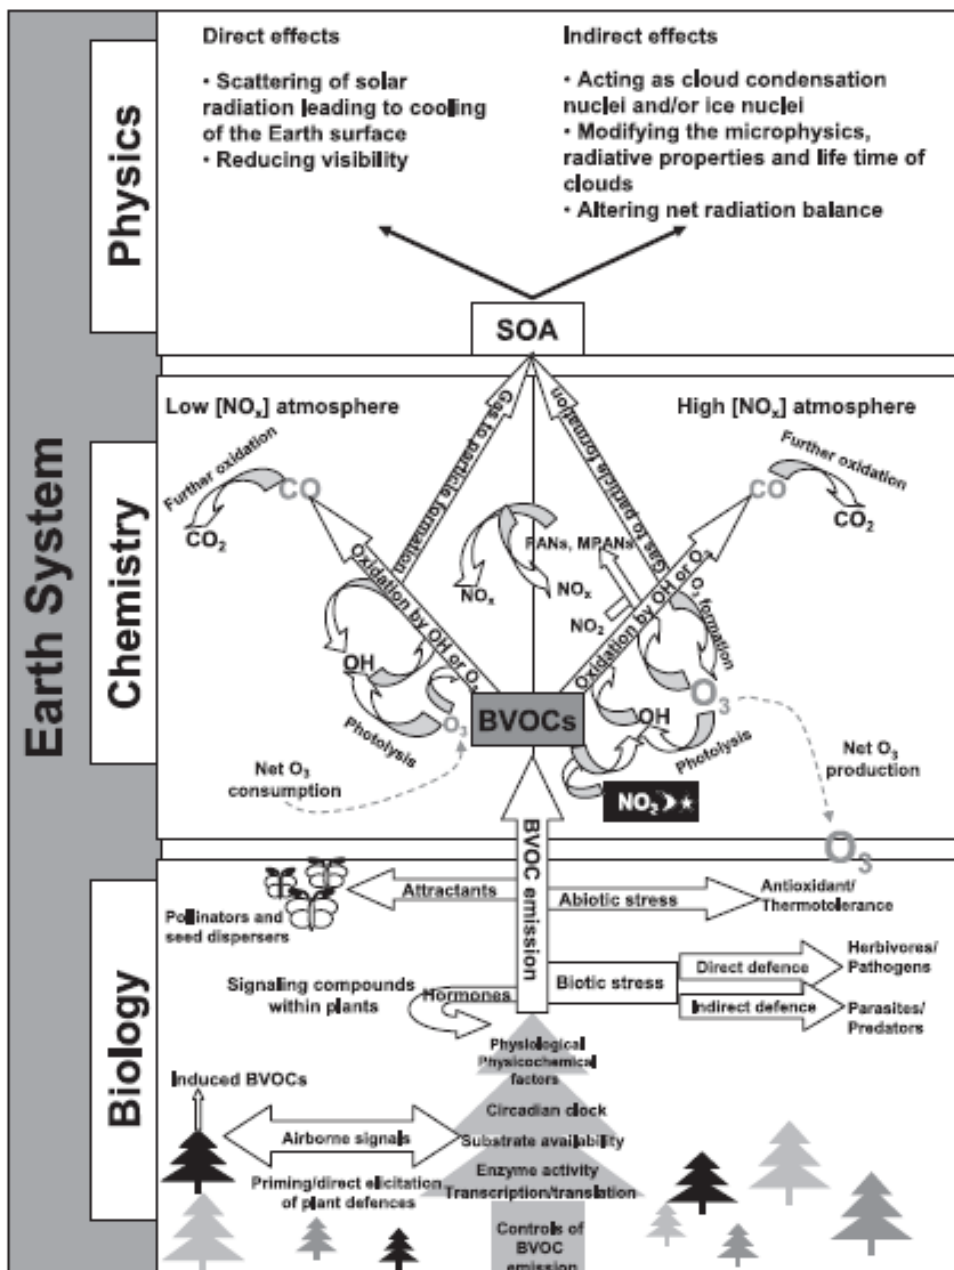 Earth System
Physics
Direct effects
• Scattering of solar
radiation leading to cooling
of the Earth surface
• Reducing visibility
Indirect effects
• Acting as cloud condensation
nuclei and/or ice nuclei
• Modifying the microphysics,
radiative properties and life time of
clouds
• Altering net radiation balance
SOA
Chemistry
Low [NOₓ] atmosphere
High [NOₓ] atmosphere
Gas to particle formation
Gas to particle formation
Further oxidation
CO
CO₂
Further oxidation
CO
CO₂
Oxidation by OH or O₃
Oxidation by OH or O₃
PANs, MPANs
NOₓ
NOₓ
NO₂
O₃ formation
OH
O₃
Photolysis
BVOCs
OH
O₃
Photolysis
NO₂
Net O₃
consumption
Net O₃
production
O₃
Biology
BVOC emission
Attractants
Pollinators and
seed dispersers
Abiotic stress
Antioxidant/
Thermotolerance
Biotic stress
Direct defence
Herbivores/
Pathogens
Indirect defence
Parasites/
Predators
Signaling compounds
within plants
Hormones
Physiological
Physicochemical
factors
Circadian clock
Substrate availability
Enzyme activity
Transcription/translation
Controls of
BVOC
emission
Induced BVOCs
Airborne signals
Priming/direct elicitation
of plant defences